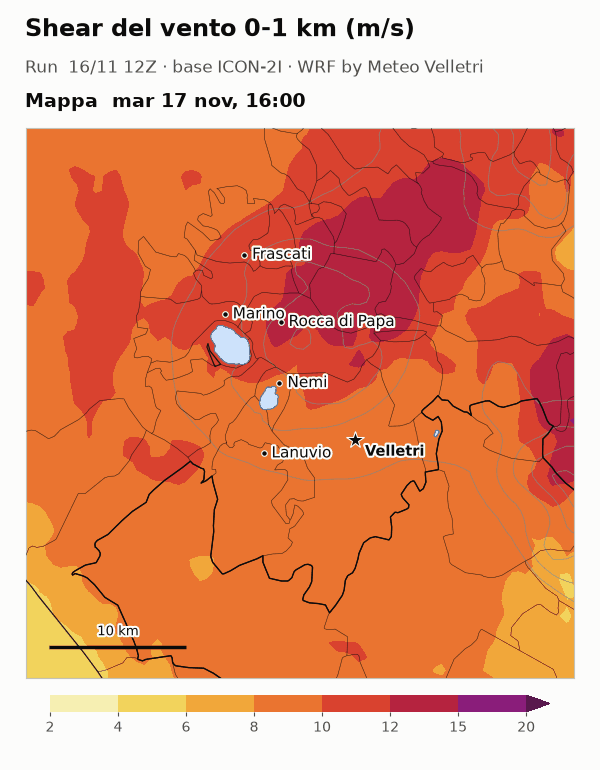 Shear del vento 0-1 km (m/s)
Run  16/11 12Z · base ICON-2I · WRF by Meteo Velletri
Mappa  mar 17 nov, 16:00
Frascati
Marino
Rocca di Papa
Nemi
Velletri
Lanuvio
10 km
2 4 6 8 10 12 15 20